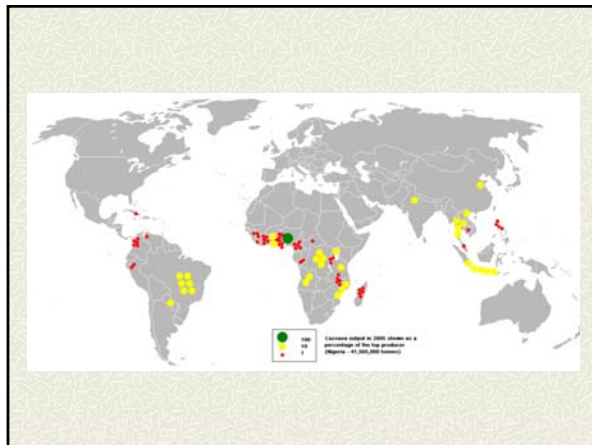 100
10
1
Cassava output in 2005 shown as a
percentage of the top producer
(Nigeria - 41,565,000 tonnes)